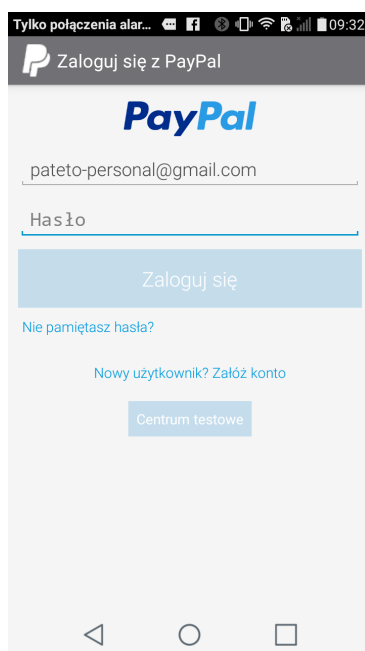 Tylko połączenia alar... 09:32
Zaloguj się z PayPal
PayPal
pateto-personal@gmail.com
Hasło
Zaloguj się
Nie pamiętasz hasła?
Nowy użytkownik? Załóż konto
Centrum testowe